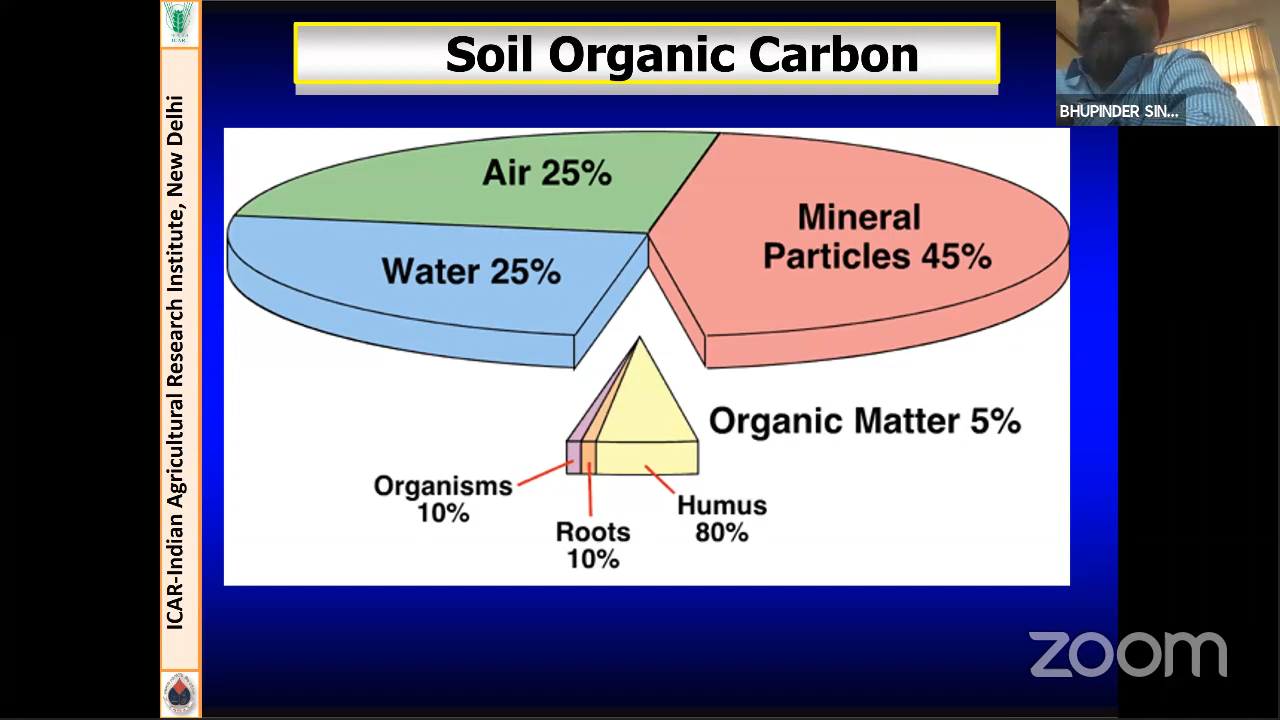 Soil Organic Carbon
BHUPINDER SIN...
ICAR-Indian Agricultural Research Institute, New Delhi
Air 25%
Mineral
Particles 45%
Water 25%
Organic Matter 5%
Organisms
10%
Roots
10%
Humus
80%
zoom